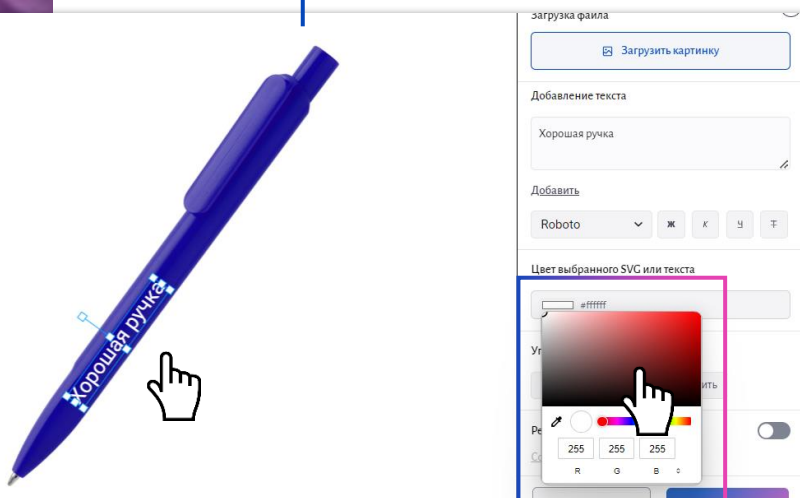 Загрузка файла
Загрузить картинку
Добавление текста
Хорошая ручка
Добавить
Roboto
Ж К Ч Т
Цвет выбранного SVG или текста
#ffffff
Хорошая ручка
255 255 255
R G B